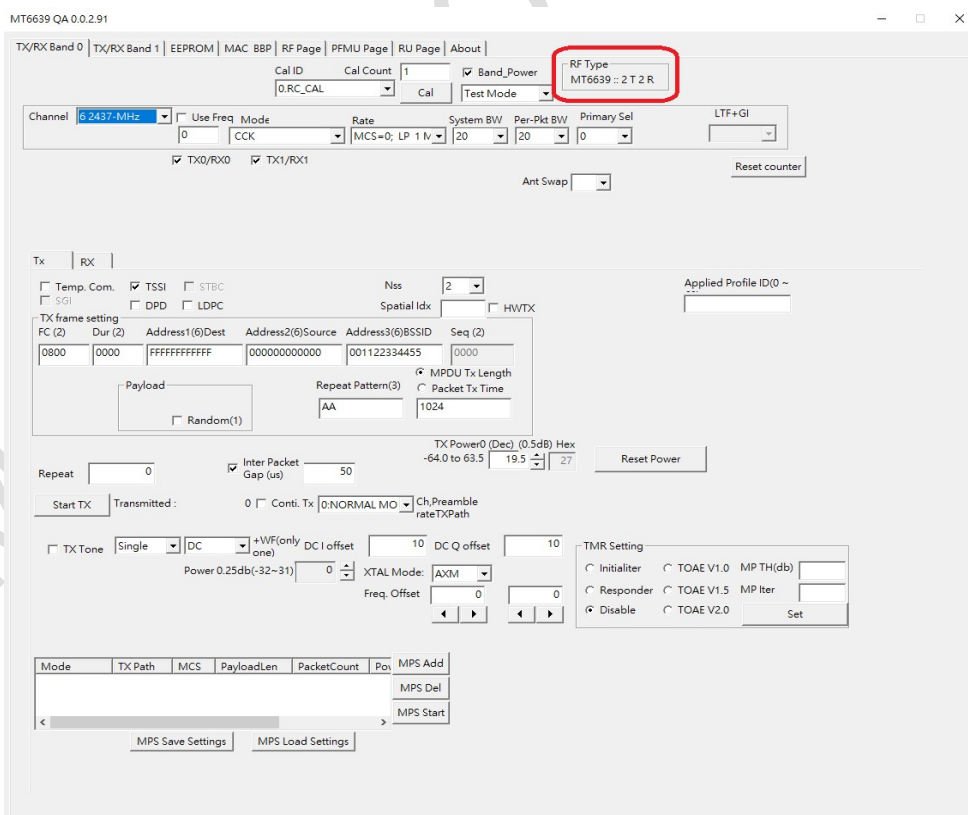 MT6639 QA 0.0.2.91
TX/RX Band 0 TX/RX Band 1 EEPROM MAC BBP RF Page PFMU Page RU Page About
Cal ID Cal Count 1 Band_Power
RF Type
MT6639 :: 2 T 2 R
0.RC_CAL Cal Test Mode
Channel 6 2437-MHz Use Freq Mode Rate System BW Per-Pkt BW Primary Sel LTF+GI
0 CCK MCS=0; LP 1 M 20 20 0
TX0/RX0 TX1/RX1 Reset counter
Ant Swap
Tx RX
Temp. Com. TSSI STBC Nss 2 Applied Profile ID(0 ~
SGI DPD LDPC Spatial Idx HWTX
TX frame setting
FC (2) Dur (2) Address1(6)Dest Address2(6)Source Address3(6)BSSID Seq (2)
0800 0000 FFFFFFFFFFFF 000000000000 001122334455 0000
MPDU Tx Length
Payload Repeat Pattern(3) Packet Tx Time
AA 1024
Random(1)
TX Power0 (Dec) (0.5dB) Hex
-64.0 to 63.5 19.5 27 Reset Power
Repeat 0 Inter Packet
Gap (us) 50
Start TX Transmitted : 0 Conti. Tx 0:NORMAL MO Ch,Preamble
rateTXPath
TX Tone Single DC +WF(only
one) DC I offset 10 DC Q offset 10 TMR Setting
Power 0.25db(-32~31) 0 XTAL Mode: AXM Initialiter TOAE V1.0 MP TH(db)
Freq. Offset 0 0 Responder TOAE V1.5 MP Iter
Disable TOAE V2.0 Set
Mode TX Path MCS PayloadLen PacketCount Pov MPS Add
MPS Del
MPS Start
MPS Save Settings MPS Load Settings